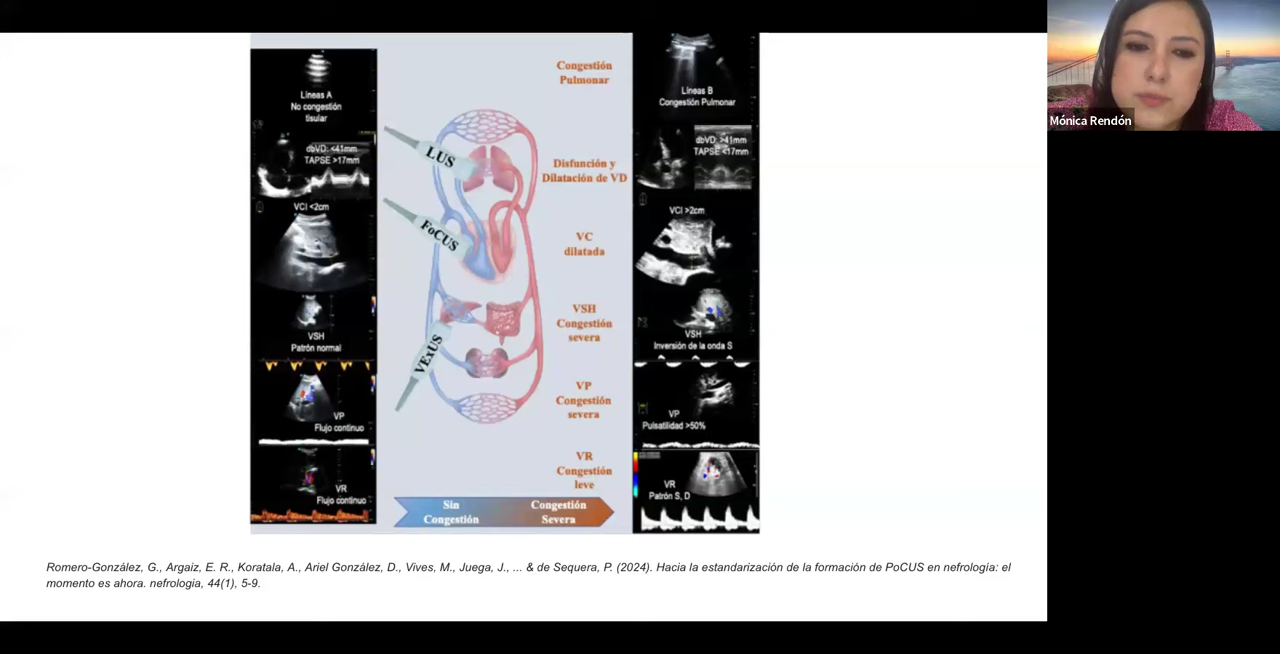 Líneas A
No congestión
tisular
dbVD: <41mm
TAPSE >17mm
VCI <2cm
VSH
Patrón normal
VP
Flujo continuo
VR
Flujo continuo
LUS
FoCUS
VExUS
Congestión
Pulmonar
Disfunción y
Dilatación de VD
VC
dilatada
VSH
Congestión
severa
VP
Congestión
severa
VR
Congestión
leve
Sin
Congestión
Congestión
Severa
Líneas B
Congestión Pulmonar
dbVD: >41mm
TAPSE <17mm
VCI >2cm
VSH
Inversión de la onda S
VP
Pulsatilidad >50%
VR
Patrón S, D
Mónica Rendón
Romero-González, G., Argaiz, E. R., Koratala, A., Ariel González, D., Vives, M., Juega, J., ... & de Sequera, P. (2024). Hacia la estandarización de la formación de PoCUS en nefrología: el
momento es ahora. nefrologia, 44(1), 5-9.